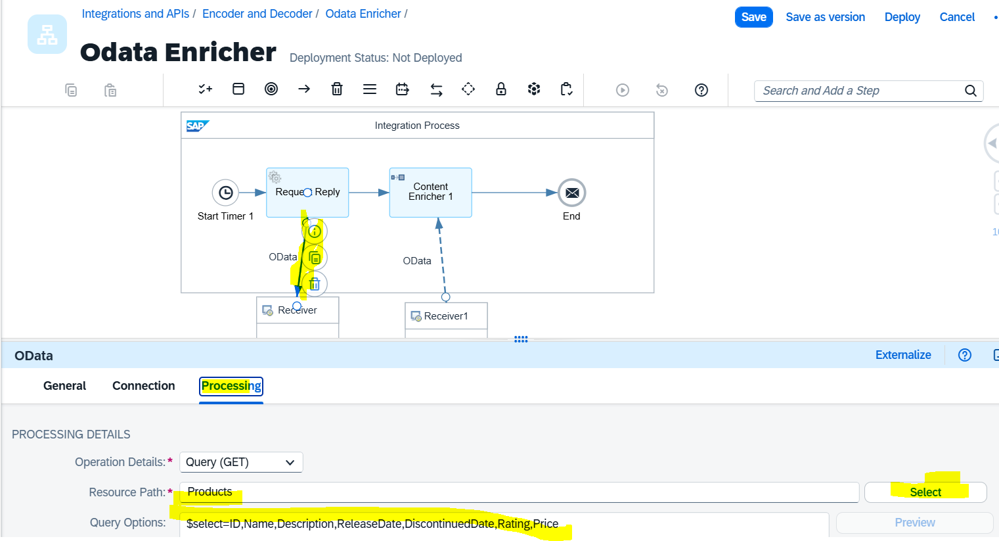 Integrations and APIs / Encoder and Decoder / Odata Enricher /
Save Save as version Deploy Cancel
Odata Enricher Deployment Status: Not Deployed
Search and Add a Step
SAP Integration Process
Request Reply
Content
Enricher 1
Start Timer 1
End
OData
OData
Receiver
Receiver1
OData
Externalize
General Connection Processing
PROCESSING DETAILS
Operation Details:* Query (GET)
Resource Path:* Products Select
Query Options: $select=ID,Name,Description,ReleaseDate,DiscontinuedDate,Rating,Price Preview